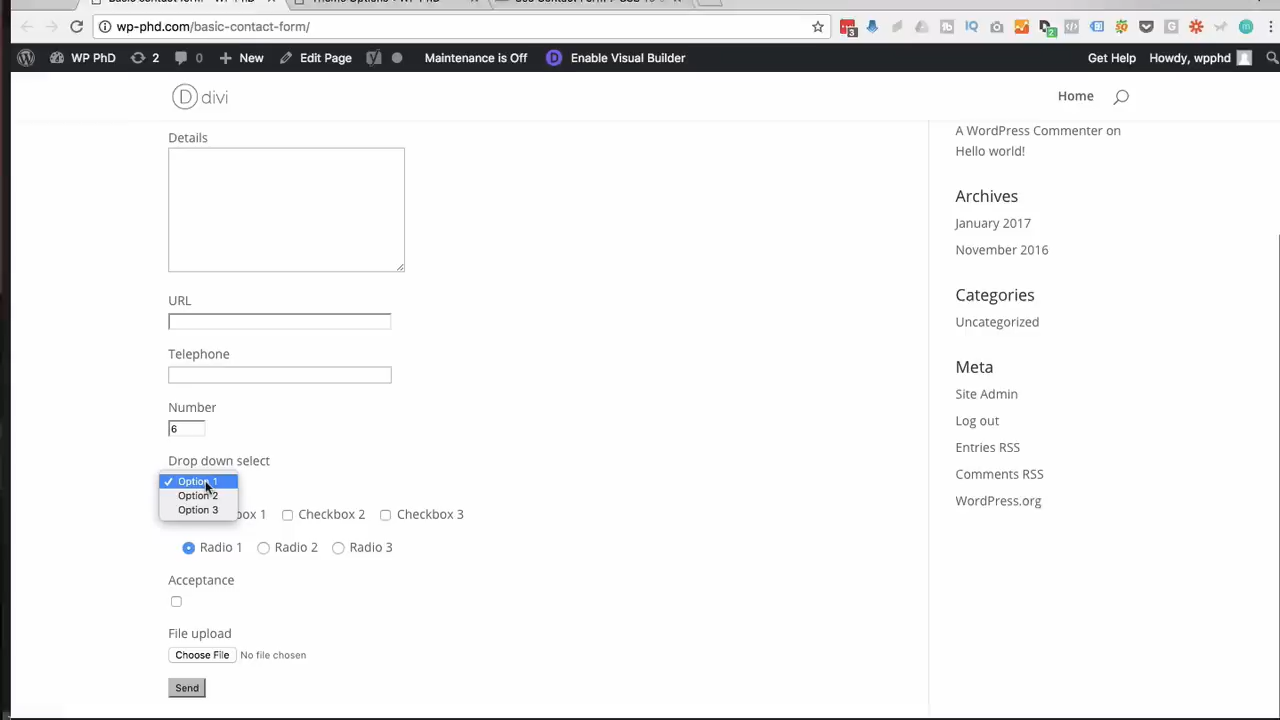 wp-phd.com/basic-contact-form/
3
2
WP PhD 2 0 New Edit Page Maintenance is Off D Enable Visual Builder Get Help Howdy, wpphd
D divi Home
Details
URL
Telephone
Number
6
Drop down select
✓ Option 1
Option 2
Option 3
box 1 Checkbox 2 Checkbox 3
Radio 1 Radio 2 Radio 3
Acceptance
File upload
Choose File No file chosen
Send
A WordPress Commenter on
Hello world!
Archives
January 2017
November 2016
Categories
Uncategorized
Meta
Site Admin
Log out
Entries RSS
Comments RSS
WordPress.org